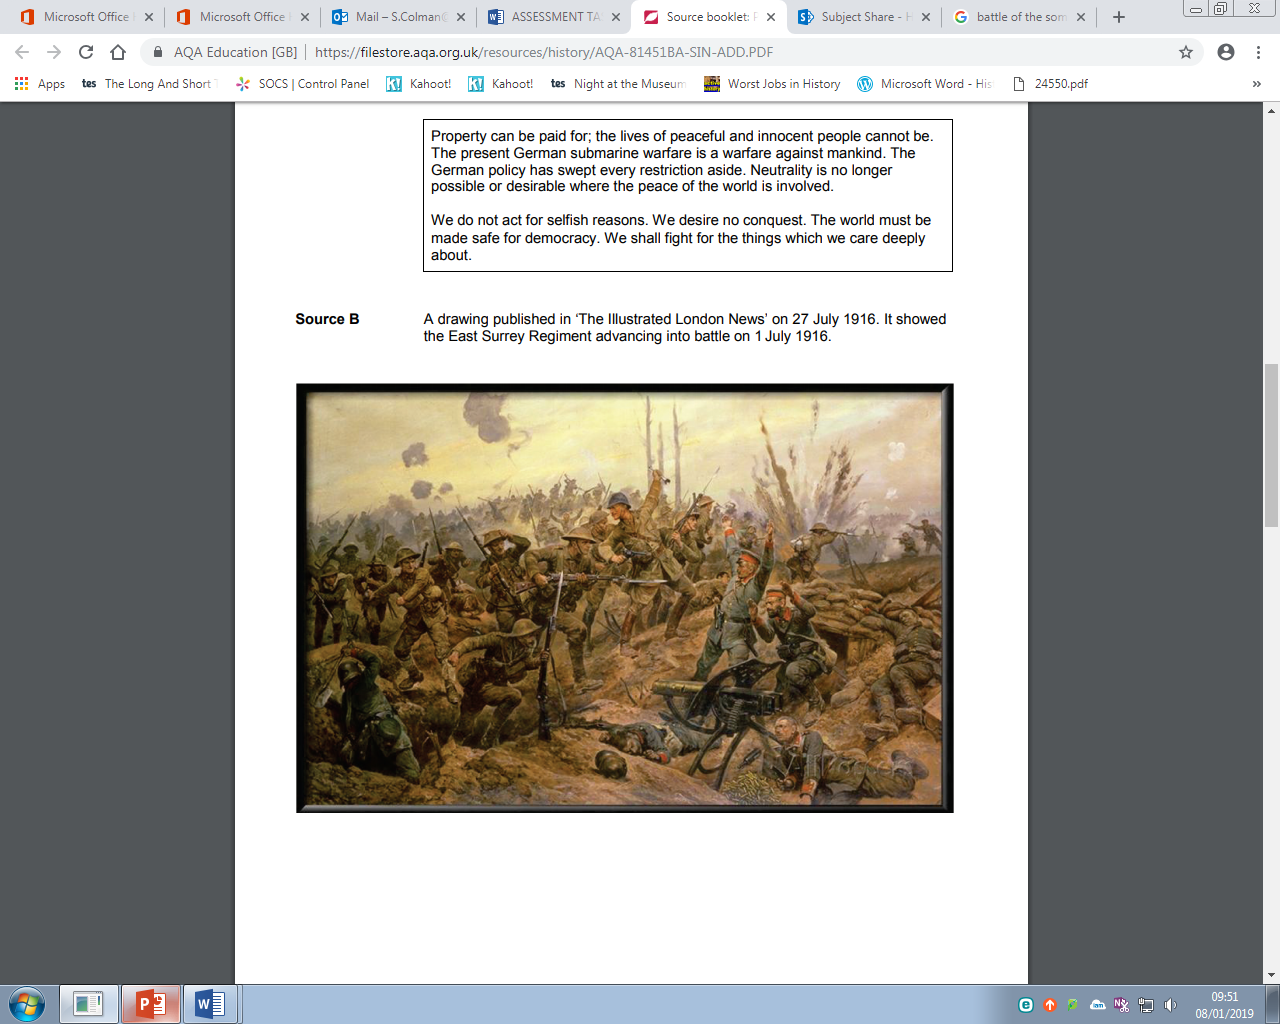 Microsoft Office
Microsoft Office
Mail – S.Colman@
ASSESSMENT TA
Source booklet:
Subject Share - H
battle of the som
AQA Education [GB] | https://filestore.aqa.org.uk/resources/history/AQA-81451BA-SIN-ADD.PDF
Apps
tes The Long And Short
SOCS | Control Panel
K! Kahoot!
K! Kahoot!
tes Night at the Museum
Worst Jobs in History
Microsoft Word - His
24550.pdf
»
Property can be paid for; the lives of peaceful and innocent people cannot be.
The present German submarine warfare is a warfare against mankind. The
German policy has swept every restriction aside. Neutrality is no longer
possible or desirable where the peace of the world is involved.
We do not act for selfish reasons. We desire no conquest. The world must be
made safe for democracy. We shall fight for the things which we care deeply
about.
Source B
A drawing published in ‘The Illustrated London News’ on 27 July 1916. It showed
the East Surrey Regiment advancing into battle on 1 July 1916.
09:51
08/01/2019